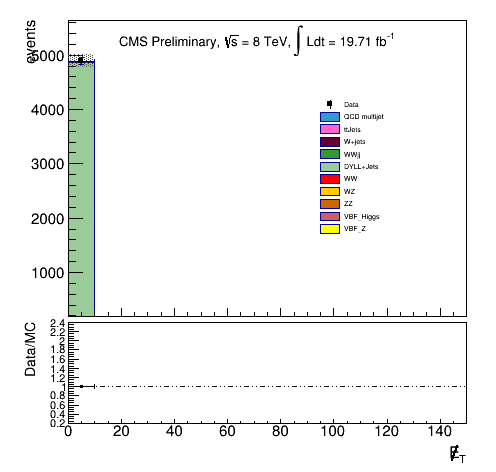 events
CMS Preliminary, √s = 8 TeV, ∫ Ldt = 19.71 fb⁻¹
5000
4000
3000
2000
1000
Data
QCD multijet
ttJets
W+jets
WWjj
DYLL+Jets
WW
WZ
ZZ
VBF_Higgs
VBF_Z
Data/MC
2.4
2.2
2
1.8
1.6
1.4
1.2
1
0.8
0.6
0.4
0.2
0 20 40 60 80 100 120 140
E̸_T